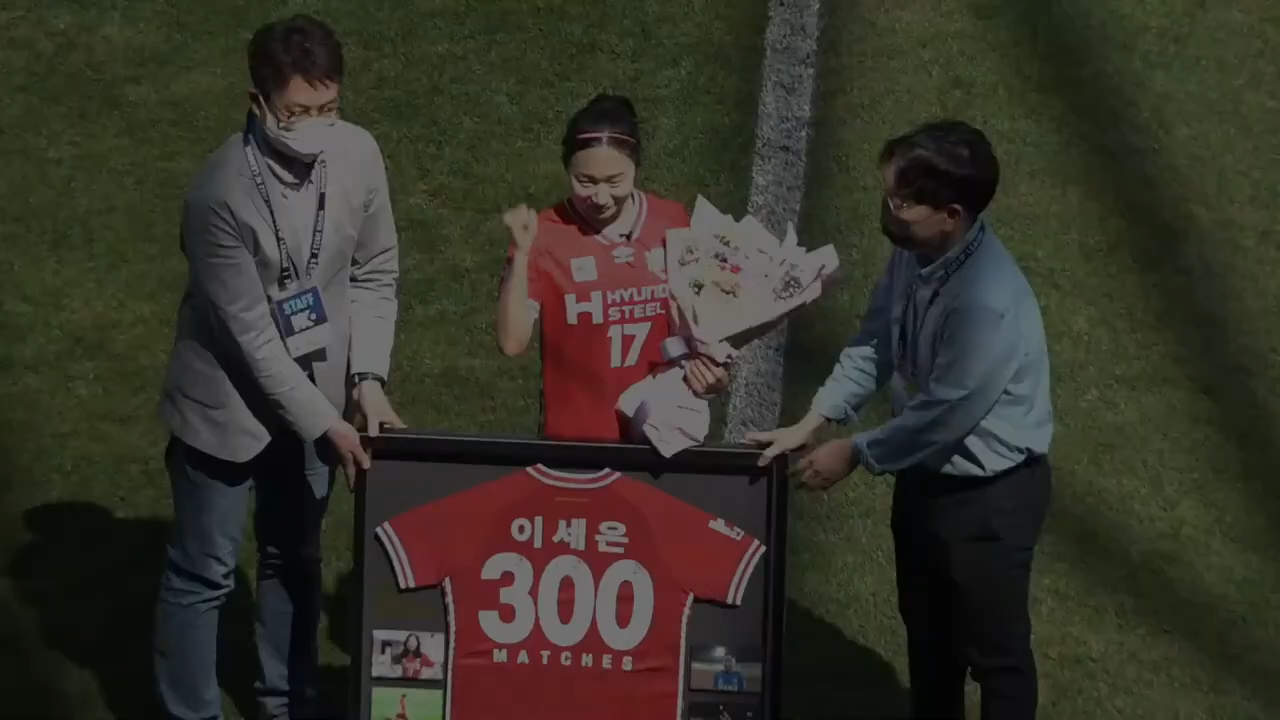 STAFF
HYUNDAI
STEEL
17
이세은
300
MATCHES